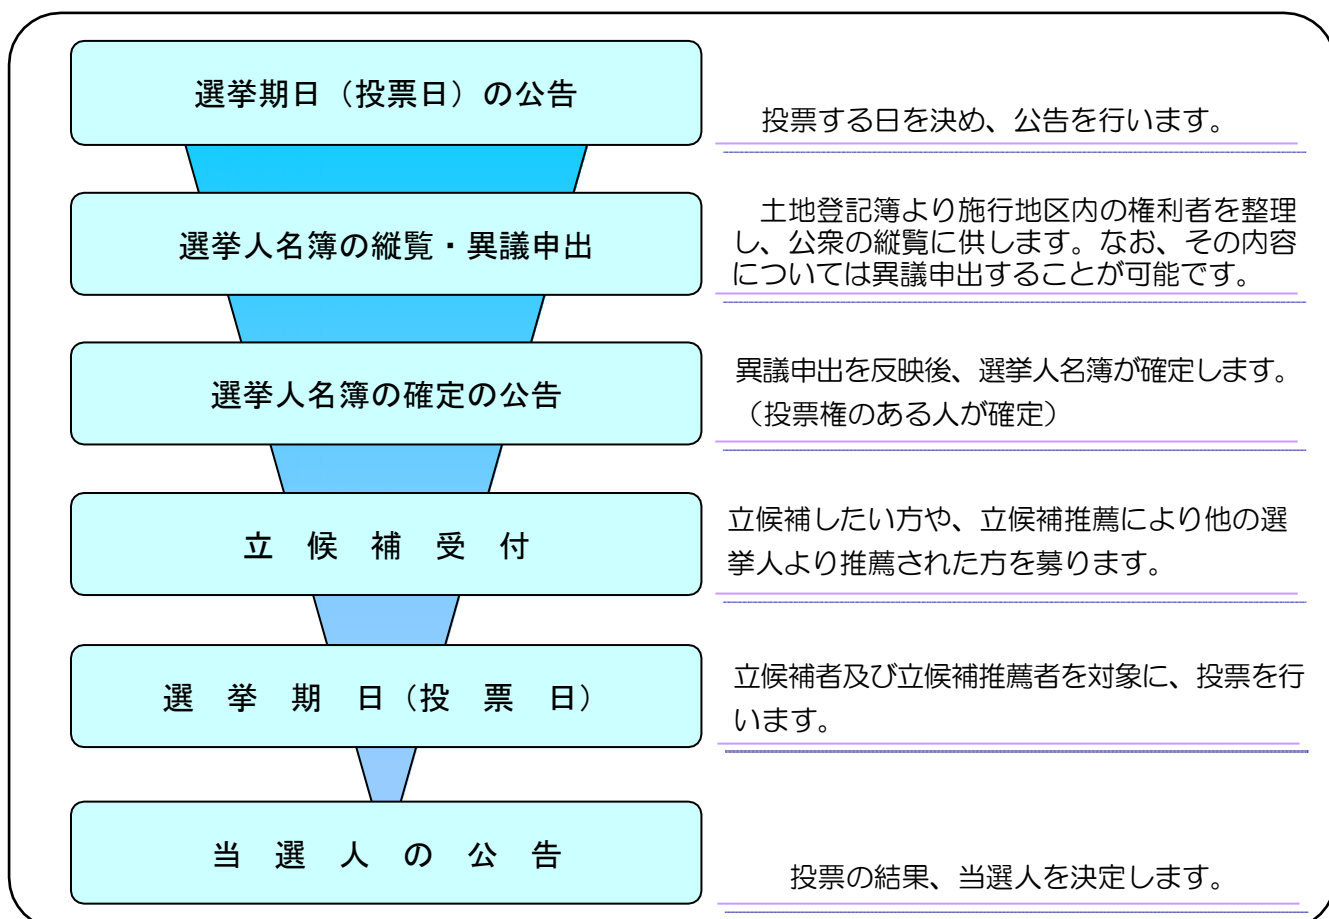 選挙期日（投票日）の公告
投票する日を決め、公告を行います。
選挙人名簿の縦覧・異議申出
土地登記簿より施行地区内の権利者を整理
し、公衆の縦覧に供します。なお、その内容
については異議申出することが可能です。
選挙人名簿の確定の公告
異議申出を反映後、選挙人名簿が確定します。
（投票権のある人が確定）
立　候　補　受　付
立候補したい方や、立候補推薦により他の選
挙人より推薦された方を募ります。
選　挙　期　日（投　票　日）
立候補者及び立候補推薦者を対象に、投票を行
います。
当　選　人　の　公　告
投票の結果、当選人を決定します。